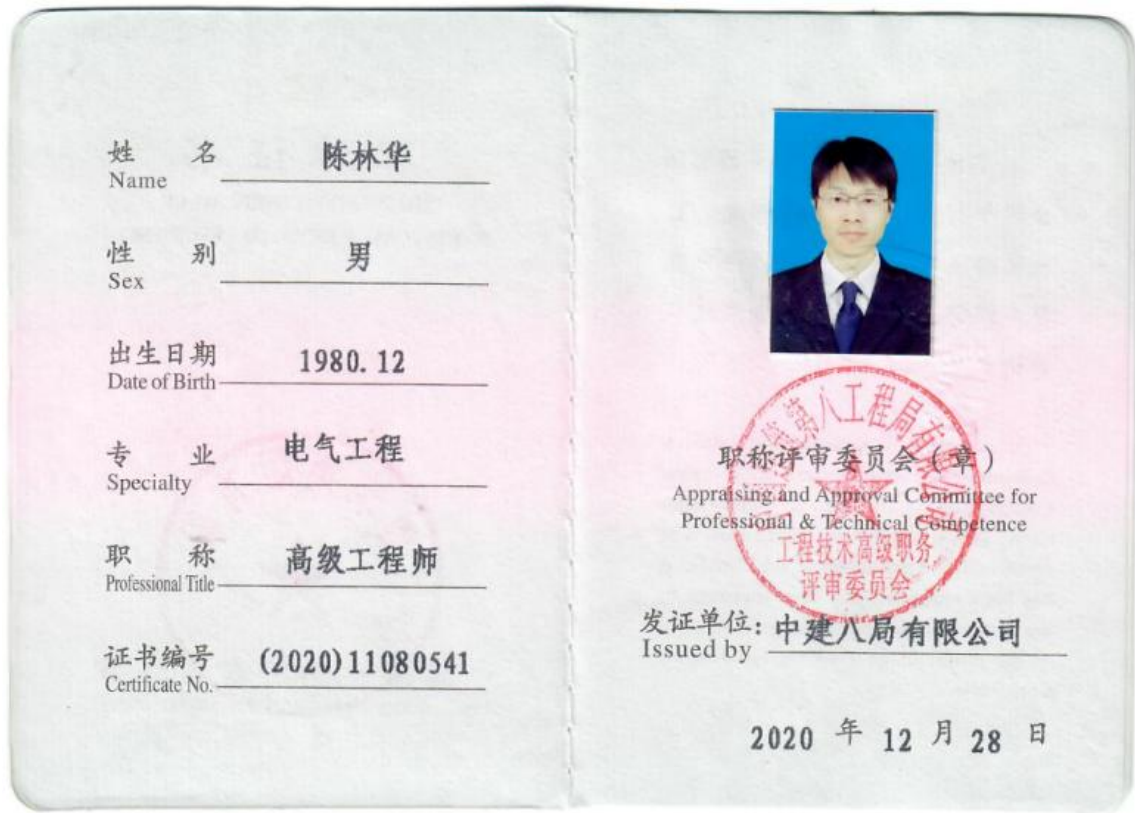 姓 名 陈林华
Name
性 别 男
Sex
出生日期 1980.12
Date of Birth
专 业 电气工程
Specialty
职 称 高级工程师
Professional Title
证书编号 (2020)11080541
Certificate No.
第八工程局有限公司
职称评审委员会(章)
Appraising and Approval Committee for
Professional & Technical Competence
工程技术高级职务
评审委员会
发证单位: 中建八局有限公司
Issued by
2020 年 12 月 28 日